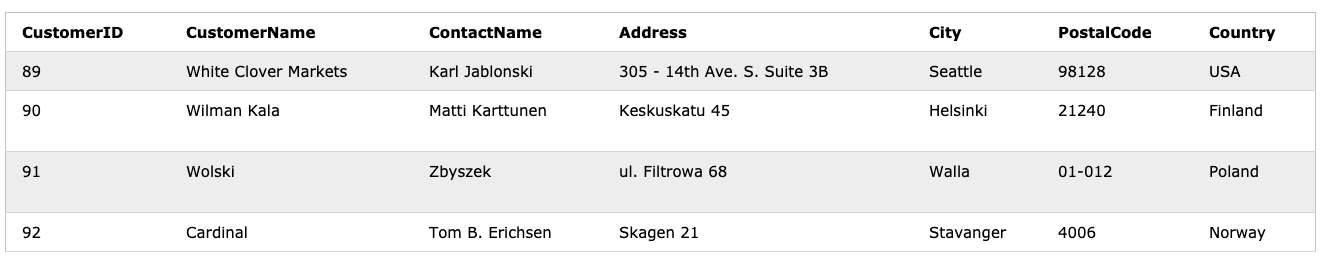 CustomerID CustomerName ContactName Address City PostalCode Country
89 White Clover Markets Karl Jablonski 305 - 14th Ave. S. Suite 3B Seattle 98128 USA
90 Wilman Kala Matti Karttunen Keskuskatu 45 Helsinki 21240 Finland
91 Wolski Zbyszek ul. Filtrowa 68 Walla 01-012 Poland
92 Cardinal Tom B. Erichsen Skagen 21 Stavanger 4006 Norway